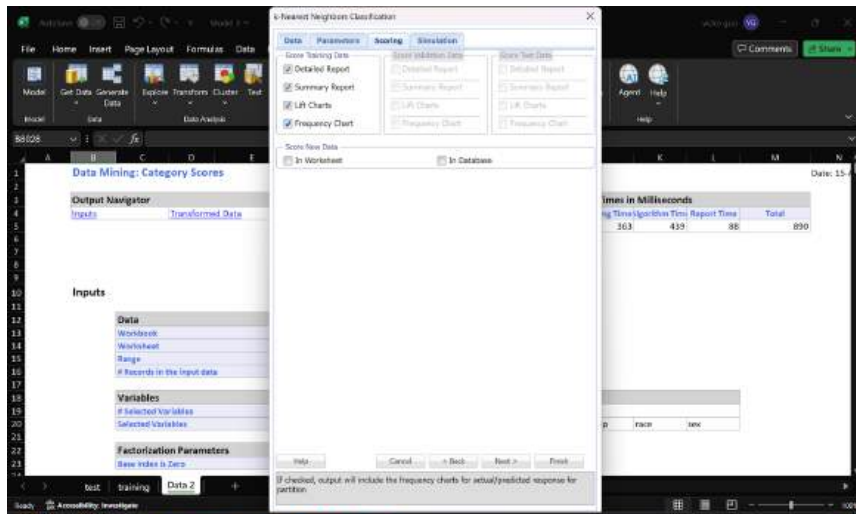 k-Nearest Neighbors Classification
AutoSave
File Home Insert Page Layout Formulas Data
Comments
Share
Data Parameters Scoring Simulation
Score Training Data
Score Validation Data
Score Test Data
Detailed Report
Detailed Report
Detailed Report
Summary Report
Summary Report
Summary Report
Lift Charts
Lift Charts
Lift Charts
Frequency Chart
Frequency Chart
Frequency Chart
Score New Data
In Worksheet
In Database
Model
Get Data
Generate Data
Explore
Transform
Cluster
Text
Agent
Help
Model
Data
Data Analysis
Help
fx
A B C D E K L M N
Data Mining: Category Scores
Output Navigator
Inputs
Transformed Data
Times in Milliseconds
Report Time
Total
363 439 88 890
Inputs
Data
Workbook
Worksheet
Range
# Records in the input data
Variables
# Selected Variables
Selected Variables
race
sex
Factorization Parameters
Base index is Zero
Help
Cancel
< Back
Next >
Finish
If checked, output will include the frequency charts for actual/predicted response for
partition
test training Data 2 +
Ready
Accessibility: Investigate